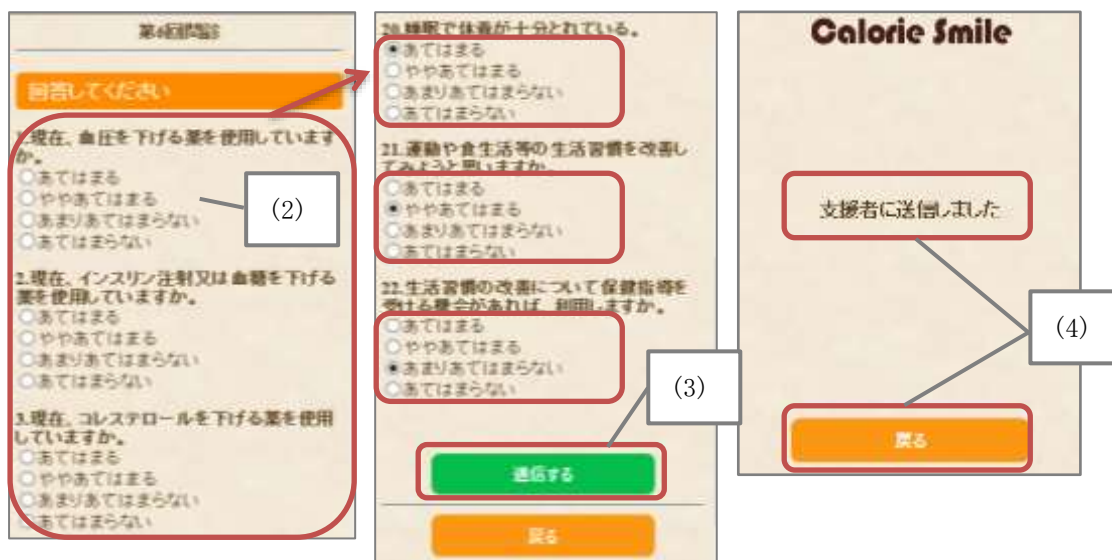 第6回問診
回答してください
1.現在、血圧を下げる薬を使用しています
か。
あてはまる
ややあてはまる
あまりあてはまらない
あてはまらない
2.現在、インスリン注射又は血糖を下げる
薬を使用していますか。
あてはまる
ややあてはまる
あまりあてはまらない
あてはまらない
3.現在、コレステロールを下げる薬を使用
していますか。
あてはまる
ややあてはまる
あまりあてはまらない
あてはまらない
(2)
20.睡眠で休養が十分とれている。
あてはまる
ややあてはまる
あまりあてはまらない
あてはまらない
21.運動や食生活等の生活習慣を改善し
てみようと思いますか。
あてはまる
ややあてはまる
あまりあてはまらない
あてはまらない
22.生活習慣の改善について保健指導を
受ける機会があれば、利用しますか。
あてはまる
ややあてはまる
あまりあてはまらない
あてはまらない
(3)
送信する
戻る
Calorie Smile
支援者に送信しました
(4)
戻る